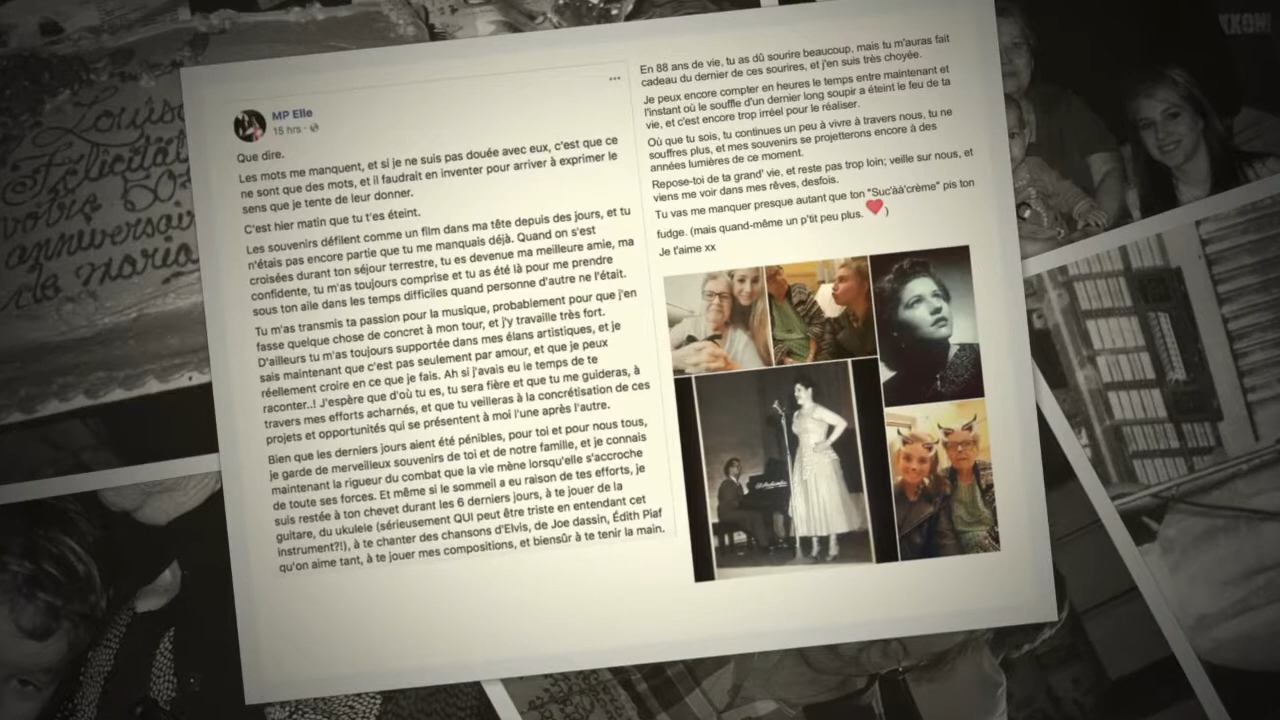 Louise
Félicitat
votre 50e
anniversair
de maria
MP Elle
15 hrs ·
Que dire.
Les mots me manquent, et si je ne suis pas douée avec eux, c'est que ce
ne sont que des mots, et il faudrait en inventer pour arriver à exprimer le
sens que je tente de leur donner.
C'est hier matin que tu t'es éteint.
Les souvenirs défilent comme un film dans ma tête depuis des jours, et tu
n'étais pas encore partie que tu me manquais déjà. Quand on s'est
croisées durant ton séjour terrestre, tu es devenue ma meilleure amie, ma
confidente, tu m'as toujours comprise et tu as été là pour me prendre
sous ton aile dans les temps difficiles quand personne d'autre ne l'était.
Tu m'as transmis ta passion pour la musique, probablement pour que j'en
fasse quelque chose de concret à mon tour, et j'y travaille très fort.
D'ailleurs tu m'as toujours supportée dans mes élans artistiques, et je
sais maintenant que c'est pas seulement par amour, et que je peux
réellement croire en ce que je fais. Ah si j'avais eu le temps de te
raconter..! J'espère que d'où tu es, tu sera fière et que tu me guideras, à
travers mes efforts acharnés, et que tu veilleras à la concrétisation de ces
projets et opportunités qui se présentent à moi l'une après l'autre.
Bien que les derniers jours aient été pénibles, pour toi et pour nous tous,
je garde de merveilleux souvenirs de toi et de notre famille, et je connais
maintenant la rigueur du combat que la vie mène lorsqu'elle s'accroche
de toute ses forces. Et même si le sommeil a eu raison de tes efforts, je
suis restée à ton chevet durant les 6 derniers jours, à te jouer de la
guitare, du ukulele (sérieusement QUI peut être triste en entendant cet
instrument?!), à te chanter des chansons d'Elvis, de Joe dassin, Édith Piaf
qu'on aime tant, à te jouer mes compositions, et biensûr à te tenir la main.
En 88 ans de vie, tu as dû sourire beaucoup, mais tu m'auras fait
cadeau du dernier de ces sourires, et j'en suis très choyée.
Je peux encore compter en heures le temps entre maintenant et
l'instant où le souffle d'un dernier long soupir a éteint le feu de ta
vie, et c'est encore trop irréel pour le réaliser.
Où que tu sois, tu continues un peu à vivre à travers nous, tu ne
souffres plus, et mes souvenirs se projetterons encore à des
années lumières de ce moment.
Repose-toi de ta grand' vie, et reste pas trop loin; veille sur nous, et
viens me voir dans mes rêves, desfois.
Tu vas me manquer presque autant que ton "Suc'àà'crème" pis ton
fudge. (mais quand-même un p'tit peu plus. ❤️)
Je t'aime xx